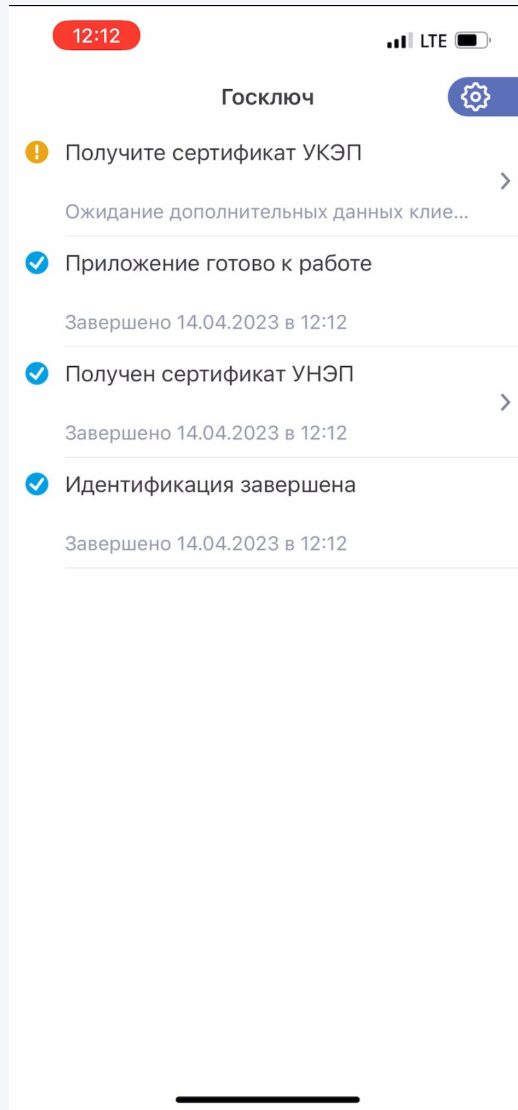 12:12
LTE
Госключ
Получите сертификат УКЭП
Ожидание дополнительных данных клие...
Приложение готово к работе
Завершено 14.04.2023 в 12:12
Получен сертификат УНЭП
Завершено 14.04.2023 в 12:12
Идентификация завершена
Завершено 14.04.2023 в 12:12